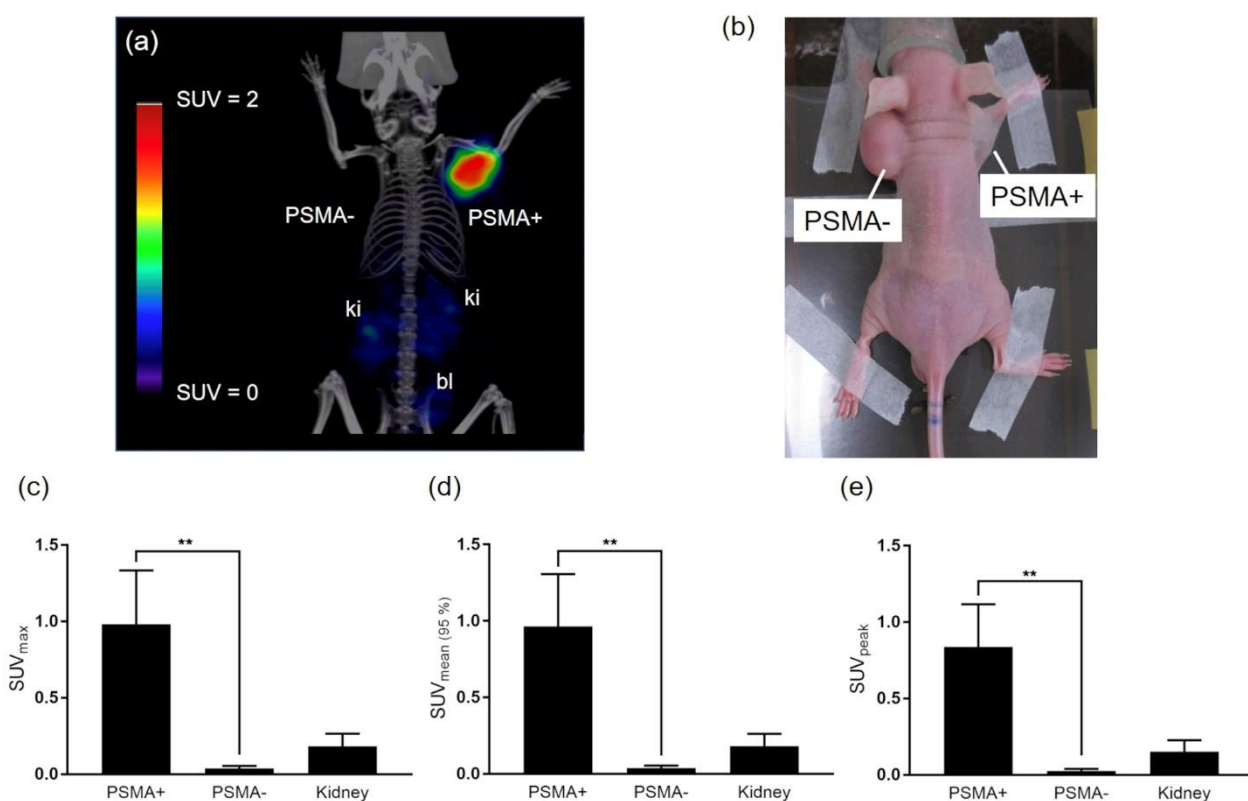 (a)
SUV = 2
SUV = 0
PSMA-
PSMA+
ki
ki
bl
(b)
PSMA-
PSMA+
(c)
1.5
1.0
0.5
0.0
SUVmax
**
PSMA+ PSMA- Kidney
(d)
1.5
1.0
0.5
0.0
SUVmean (95 %)
**
PSMA+ PSMA- Kidney
(e)
1.5
1.0
0.5
0.0
SUVpeak
**
PSMA+ PSMA- Kidney